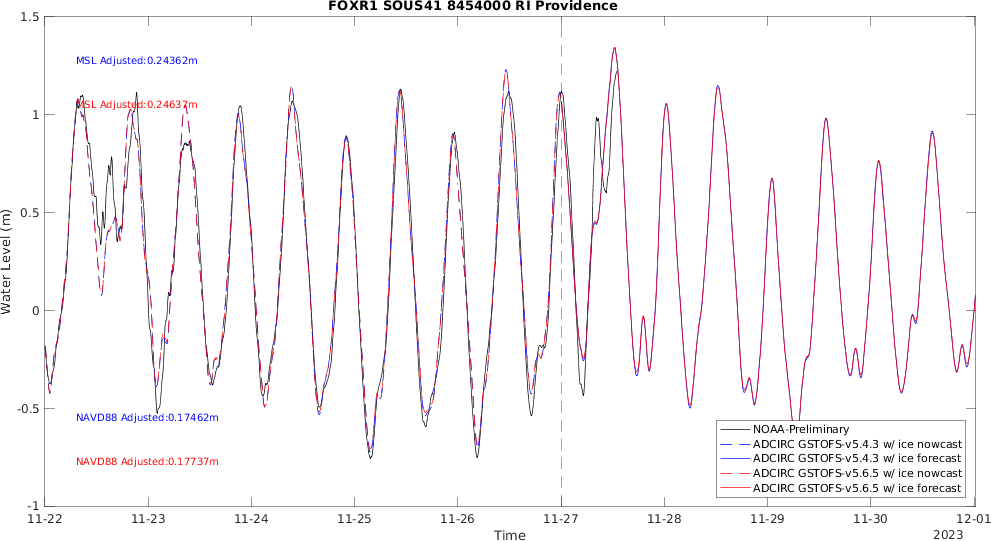 FOXR1 SOUS41 8454000 RI Providence
1.5
MSL Adjusted:0.24362m
MSL Adjusted:0.24637m
1
0.5
Water Level (m)
0
-0.5
NAVD88 Adjusted:0.17462m
NAVD88 Adjusted:0.17737m
NOAA-Preliminary
ADCIRC GSTOFS-v5.4.3 w/ ice nowcast
ADCIRC GSTOFS-v5.4.3 w/ ice forecast
ADCIRC GSTOFS-v5.6.5 w/ ice nowcast
ADCIRC GSTOFS-v5.6.5 w/ ice forecast
-1
11-22 11-23 11-24 11-25 11-26 11-27 11-28 11-29 11-30 12-01
Time
2023